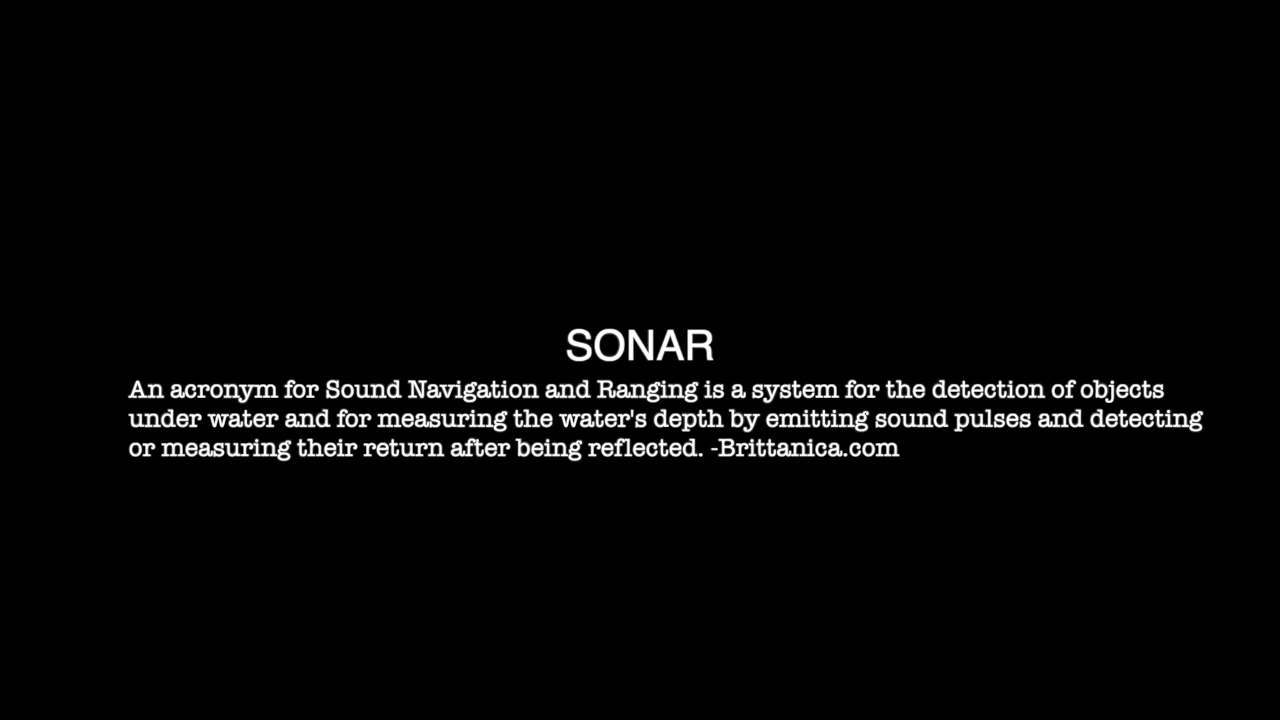 SONAR
An acronym for Sound Navigation and Ranging is a system for the detection of objects
under water and for measuring the water's depth by emitting sound pulses and detecting
or measuring their return after being reflected. -Brittanica.com